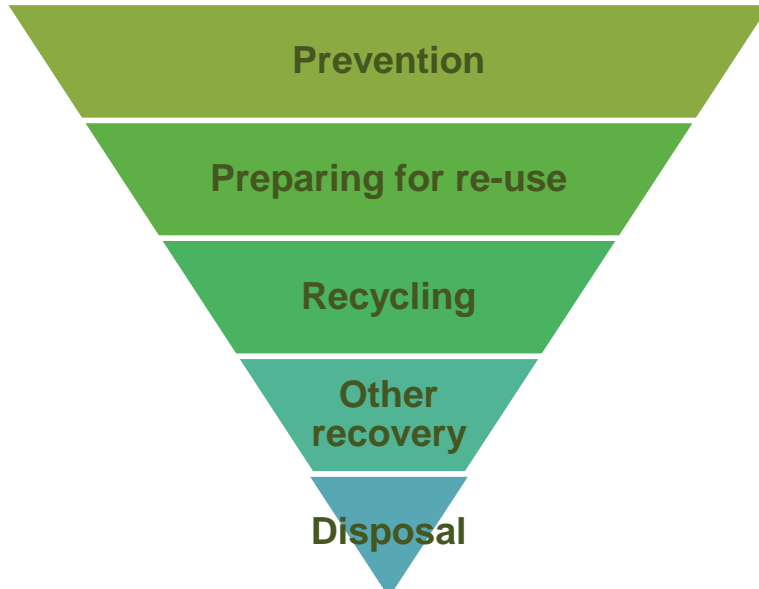 Prevention
Preparing for re-use
Recycling
Other
recovery
Disposal